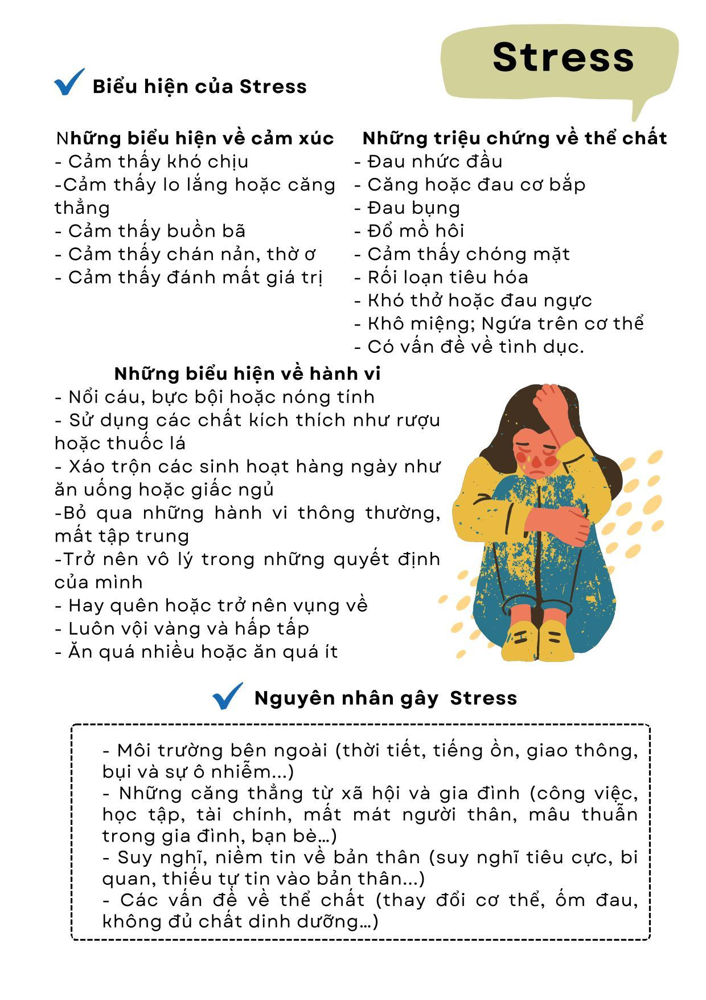 Stress
Biểu hiện của Stress
Những biểu hiện về cảm xúc
- Cảm thấy khó chịu
-Cảm thấy lo lắng hoặc căng
thẳng
- Cảm thấy buồn bã
- Cảm thấy chán nản, thờ ơ
- Cảm thấy đánh mất giá trị
Những triệu chứng về thể chất
- Đau nhức đầu
- Căng hoặc đau cơ bắp
- Đau bụng
- Đổ mồ hôi
- Cảm thấy chóng mặt
- Rối loạn tiêu hóa
- Khó thở hoặc đau ngực
- Khô miệng; Ngứa trên cơ thể
- Có vấn đề về tình dục.
Những biểu hiện về hành vi
- Nổi cáu, bực bội hoặc nóng tính
- Sử dụng các chất kích thích như rượu
hoặc thuốc lá
- Xáo trộn các sinh hoạt hàng ngày như
ăn uống hoặc giấc ngủ
-Bỏ qua những hành vi thông thường,
mất tập trung
-Trở nên vô lý trong những quyết định
của mình
- Hay quên hoặc trở nên vụng về
- Luôn vội vàng và hấp tấp
- Ăn quá nhiều hoặc ăn quá ít
Nguyên nhân gây Stress
- Môi trường bên ngoài (thời tiết, tiếng ồn, giao thông,
bụi và sự ô nhiễm...)
- Những căng thẳng từ xã hội và gia đình (công việc,
học tập, tài chính, mất mát người thân, mâu thuẫn
trong gia đình, bạn bè...)
- Suy nghĩ, niềm tin về bản thân (suy nghĩ tiêu cực, bi
quan, thiếu tự tin vào bản thân...)
- Các vấn đề về thể chất (thay đổi cơ thể, ốm đau,
không đủ chất dinh dưỡng...)